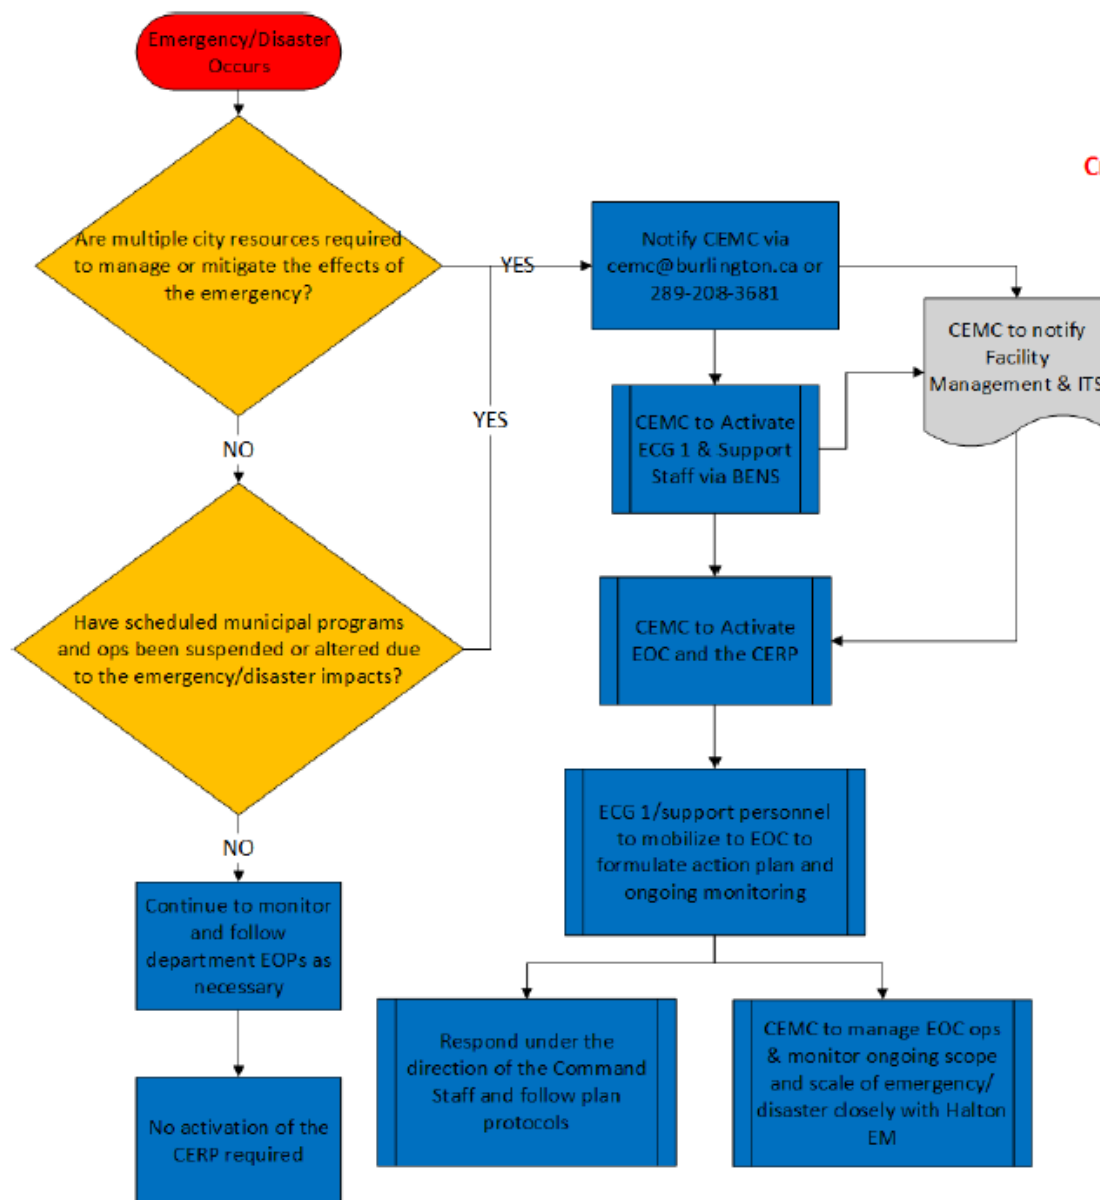 Emergency/Disaster
Occurs
Are multiple city resources required
to manage or mitigate the effects of
the emergency?
YES
Notify CEMC via
cemc@burlington.ca or
289-208-3681
CEMC to notify
Facility
Management & ITS
CEMC to Activate
ECG 1 & Support
Staff via BENS
YES
NO
Have scheduled municipal programs
and ops been suspended or altered due
to the emergency/disaster impacts?
CEMC to Activate
EOC and the CERP
ECG 1/support personnel
to mobilize to EOC to
formulate action plan and
ongoing monitoring
NO
Continue to monitor
and follow
department EOPs as
necessary
Respond under the
direction of the Command
Staff and follow plan
protocols
CEMC to manage EOC ops
& monitor ongoing scope
and scale of emergency/
disaster closely with Halton
EM
No activation of the
CERP required